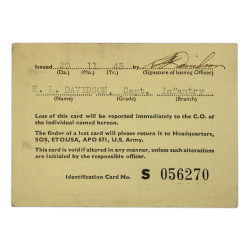 Issued 20 11 43
(Da.) (Mo.) (Yr.) (Signature of Issuing Officer)
L. DAVIDSON, Capt. Infantry
(Name) (Grade) (Branch)
Loss of this card will be reported immediately to the C.O. of
the individual named hereon.
The finder of a lost card will please return it to Headquarters,
SOS, ETOUSA, APO 871, U.S. Army.
This card is void if altered in any manner, unless such alterations
are initialed by the responsible officer.
Identification Card No. S 056270